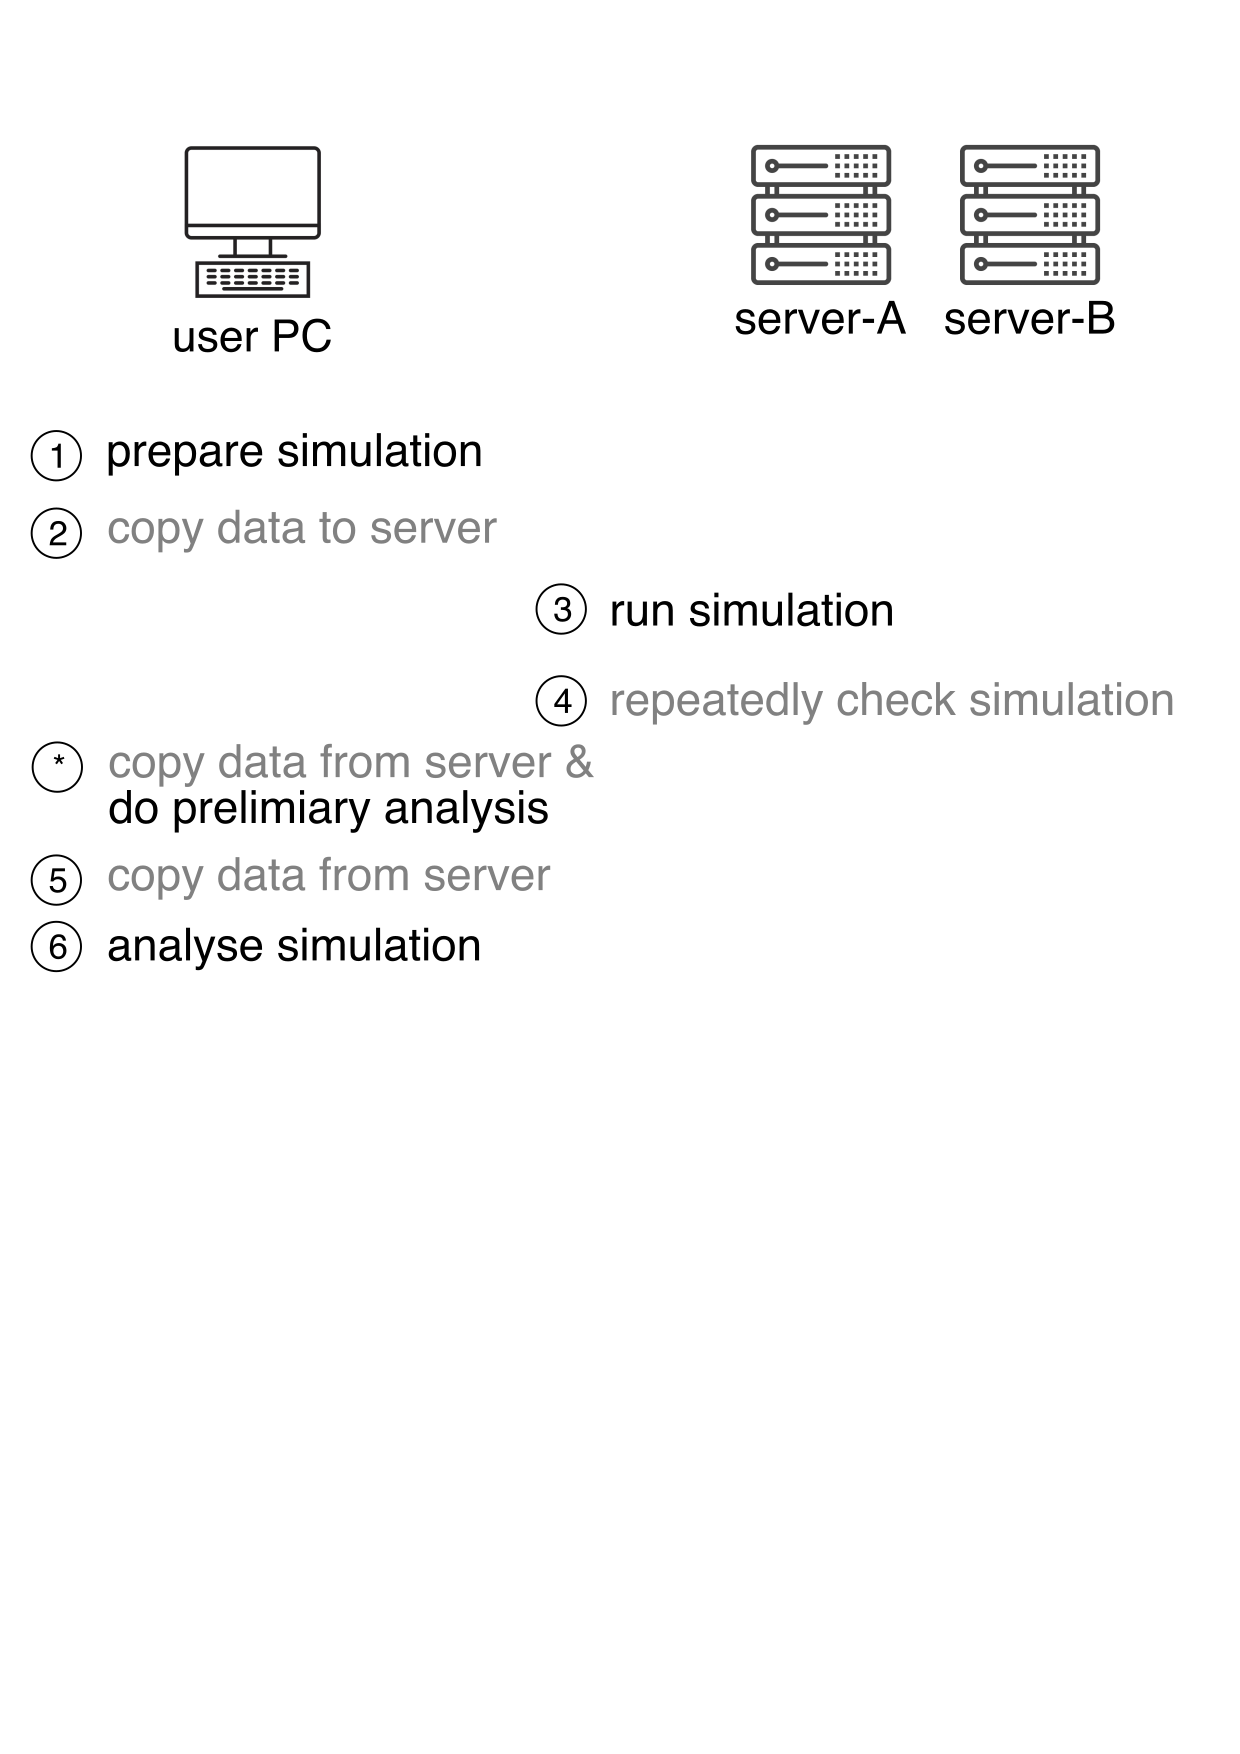 user PC
server-A server-B
1 prepare simulation
2 copy data to server
3 run simulation
4 repeatedly check simulation
* copy data from server &
do prelimiary analysis
5 copy data from server
6 analyse simulation